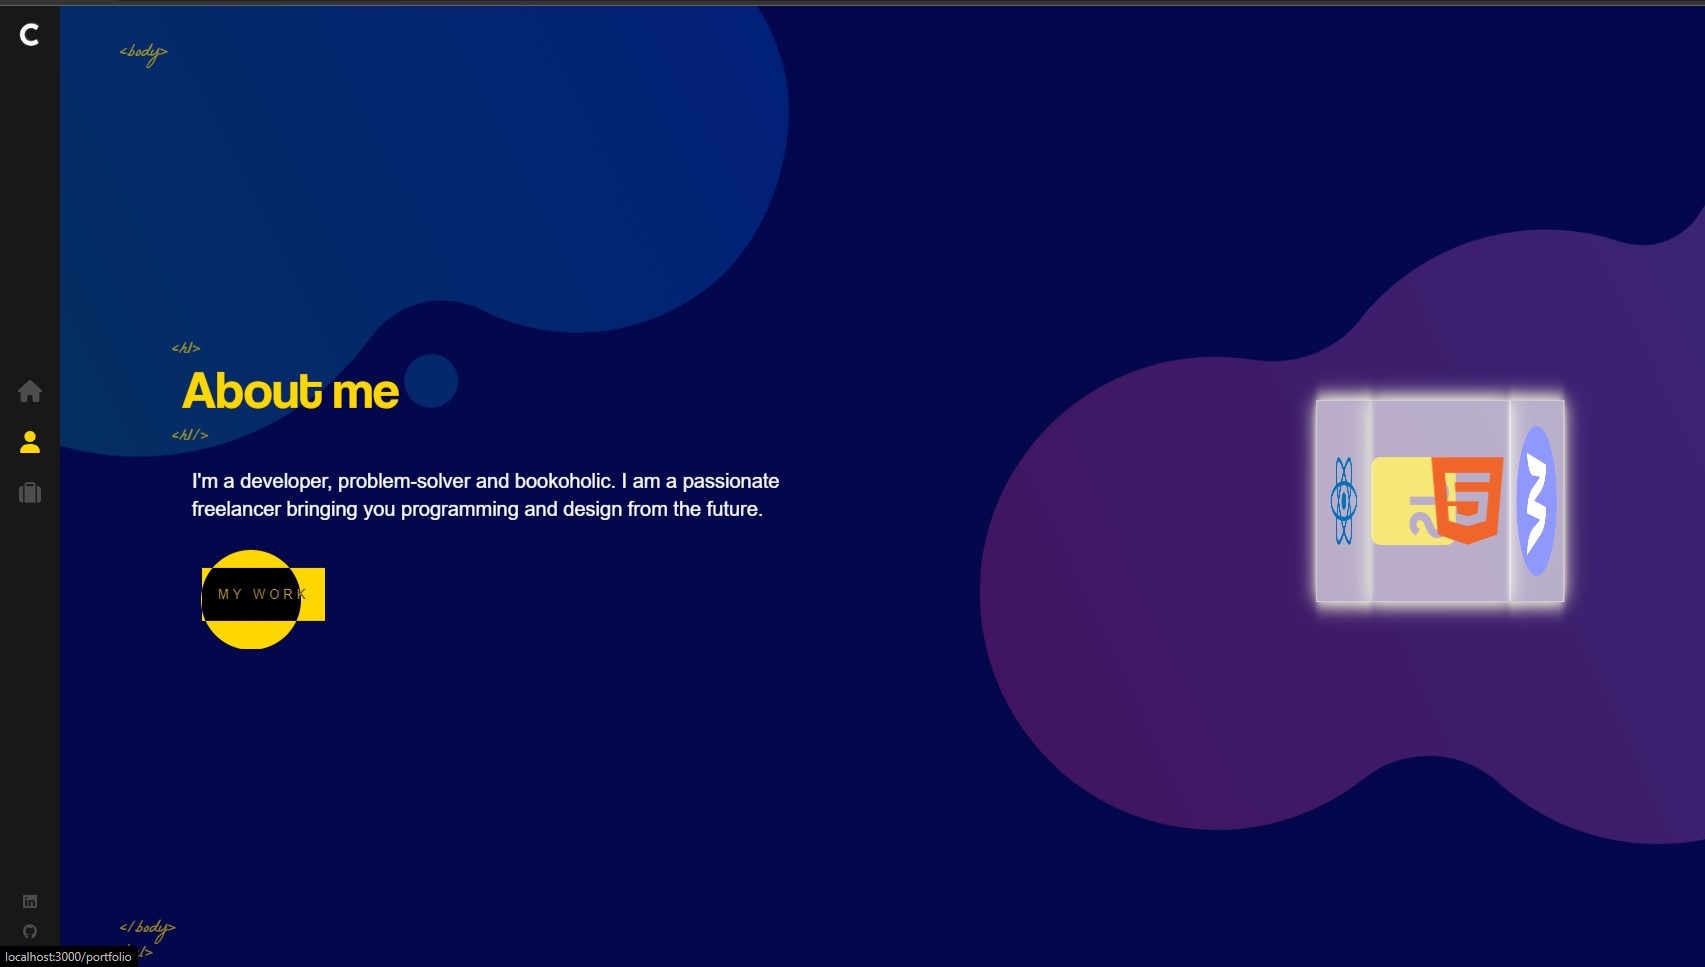 C
<body>
<h1>
About me
<h1/>
I'm a developer, problem-solver and bookoholic. I am a passionate
freelancer bringing you programming and design from the future.
MY WORK
</body>
localhost:3000/portfolio